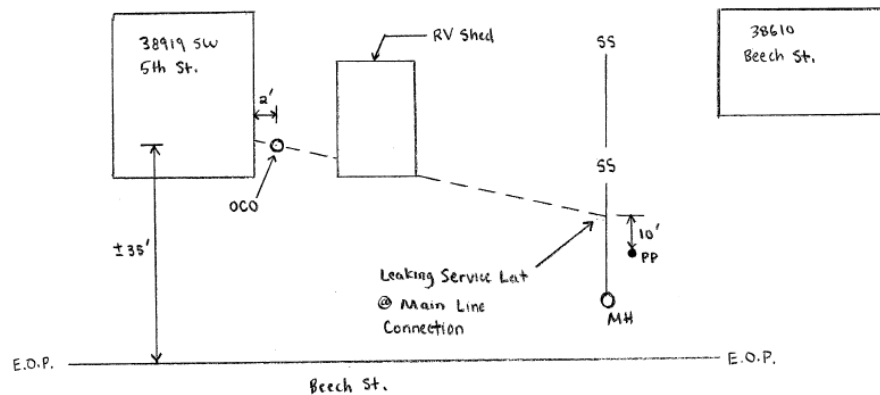 38919 SW
5th St.
RV Shed
SS
38610
Beech St.
2'
SS
OCO
±35'
10'
PP
Leaking Service Lat
@ Main Line
Connection
MH
E.O.P.
E.O.P.
Beech St.